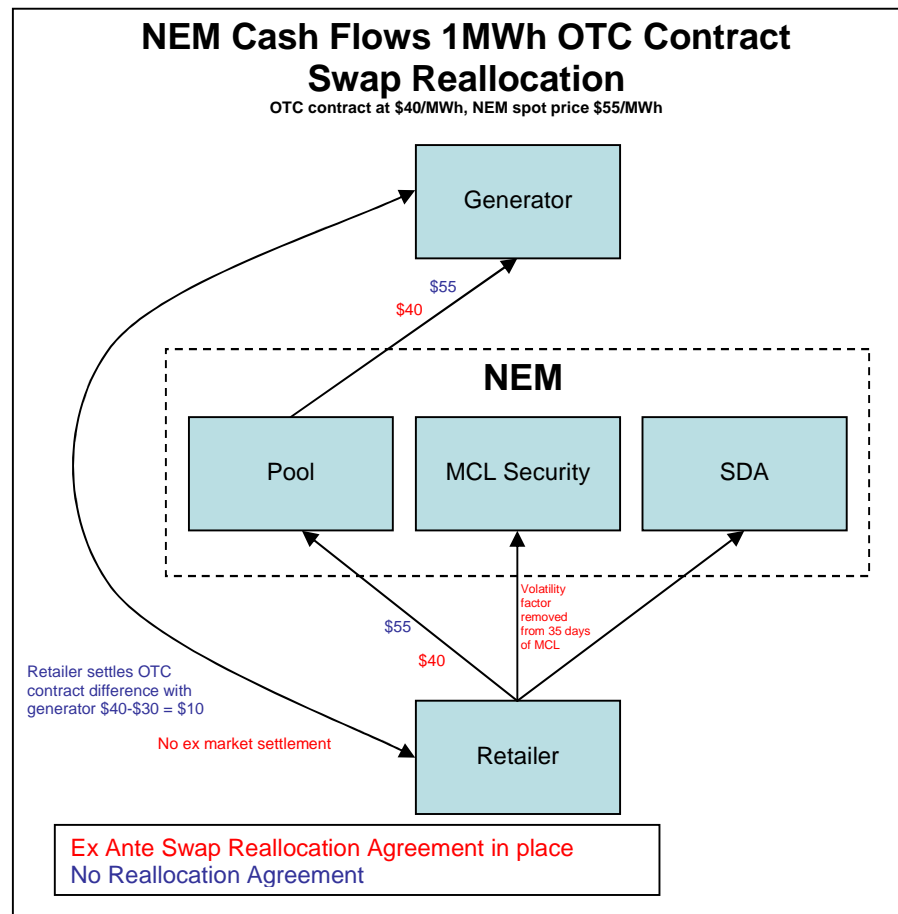 NEM Cash Flows 1MWh OTC Contract
Swap Reallocation
OTC contract at $40/MWh, NEM spot price $55/MWh
Generator
$55
$40
NEM
Pool
MCL Security
SDA
Volatility
factor
removed
from 35 days
of MCL
$55
$40
Retailer settles OTC
contract difference with
generator $40-$30 = $10
No ex market settlement
Retailer
Ex Ante Swap Reallocation Agreement in place
No Reallocation Agreement